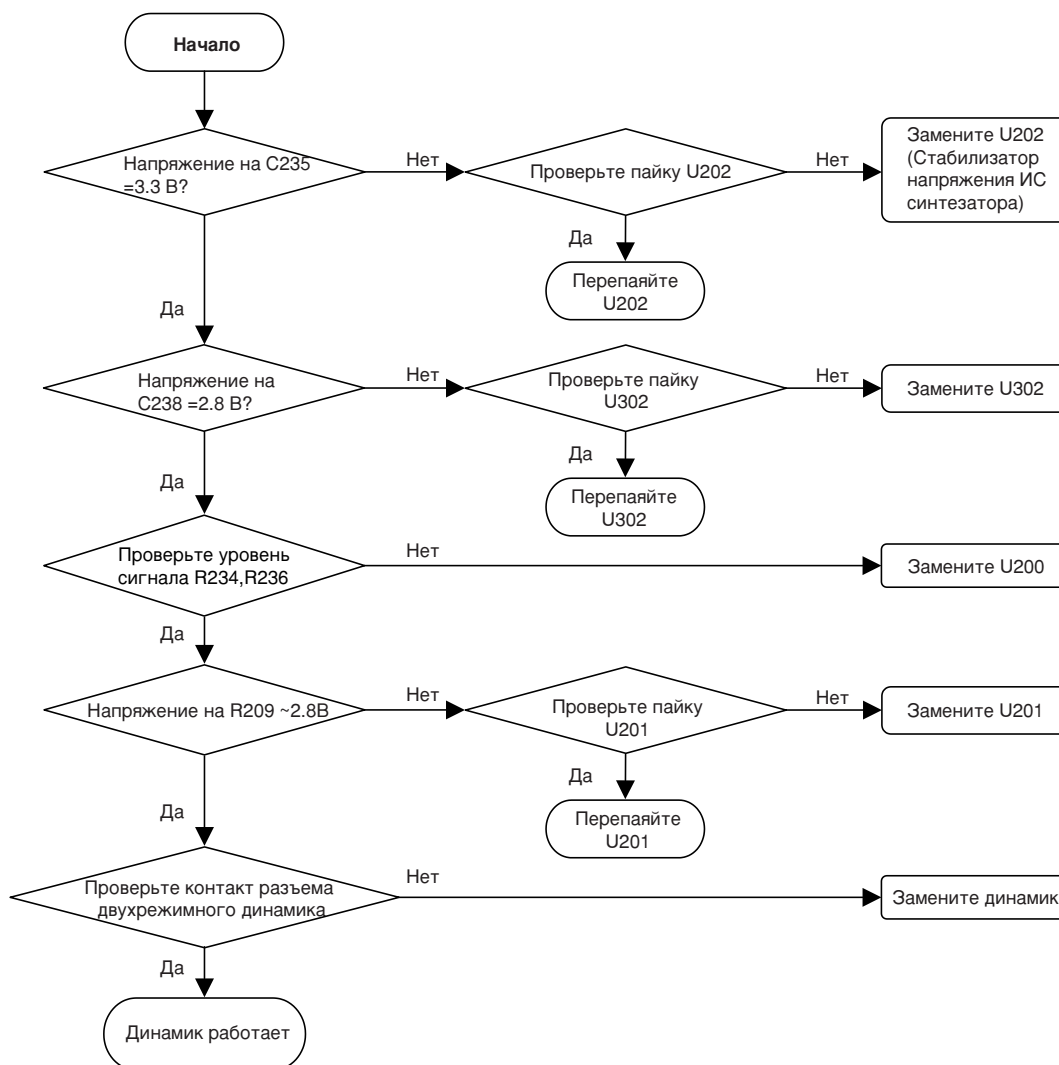 Начало
Напряжение на C235
=3.3 В?
Нет
Проверьте пайку U202
Нет
Замените U202
(Стабилизатор
напряжения ИС
синтезатора)
Да
Перепаяйте
U202
Да
Напряжение на
C238 =2.8 В?
Нет
Проверьте пайку
U302
Нет
Замените U302
Да
Перепаяйте
U302
Да
Проверьте уровень
сигнала R234,R236
Нет
Замените U200
Да
Напряжение на R209 ~2.8В
Нет
Проверьте пайку
U201
Нет
Замените U201
Да
Перепаяйте
U201
Да
Проверьте контакт разъема
двухрежимного динамика
Нет
Замените динамик
Да
Динамик работает